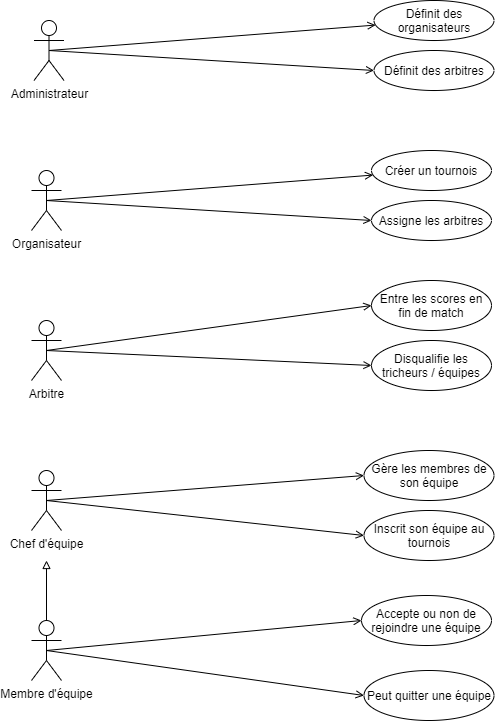 Définit des
organisateurs
Définit des arbitres
Administrateur
Créer un tournois
Assigne les arbitres
Organisateur
Entre les scores en
fin de match
Disqualifie les
tricheurs / équipes
Arbitre
Gère les membres de
son équipe
Inscrit son équipe au
tournois
Chef d'équipe
Accepte ou non de
rejoindre une équipe
Membre d'équipe
Peut quitter une équipe